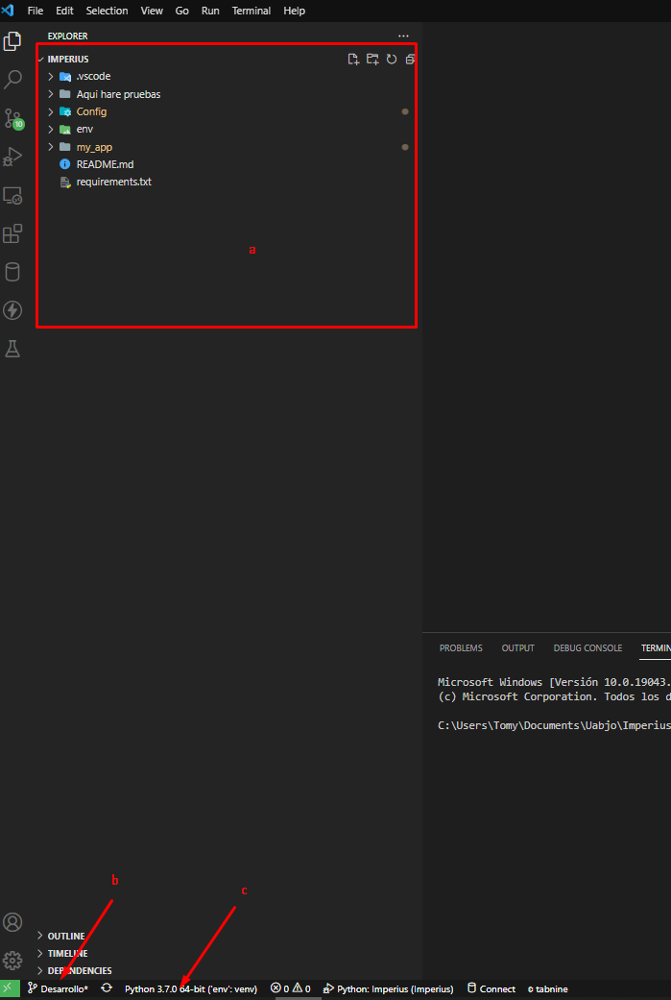 File Edit Selection View Go Run Terminal Help
EXPLORER
IMPERIUS
.vscode
Aqui hare pruebas
Config
env
my_app
README.md
requirements.txt
a
10
PROBLEMS OUTPUT DEBUG CONSOLE TERMIN
Microsoft Windows [Versión 10.0.19043.
(c) Microsoft Corporation. Todos los d
C:\Users\Tomy\Documents\Uabjo\Imperius
b
c
OUTLINE
TIMELINE
DEPENDENCIES
Desarrollo* Python 3.7.0 64-bit ('env': venv) 0 0 Python: Imperius (Imperius) Connect tabnine